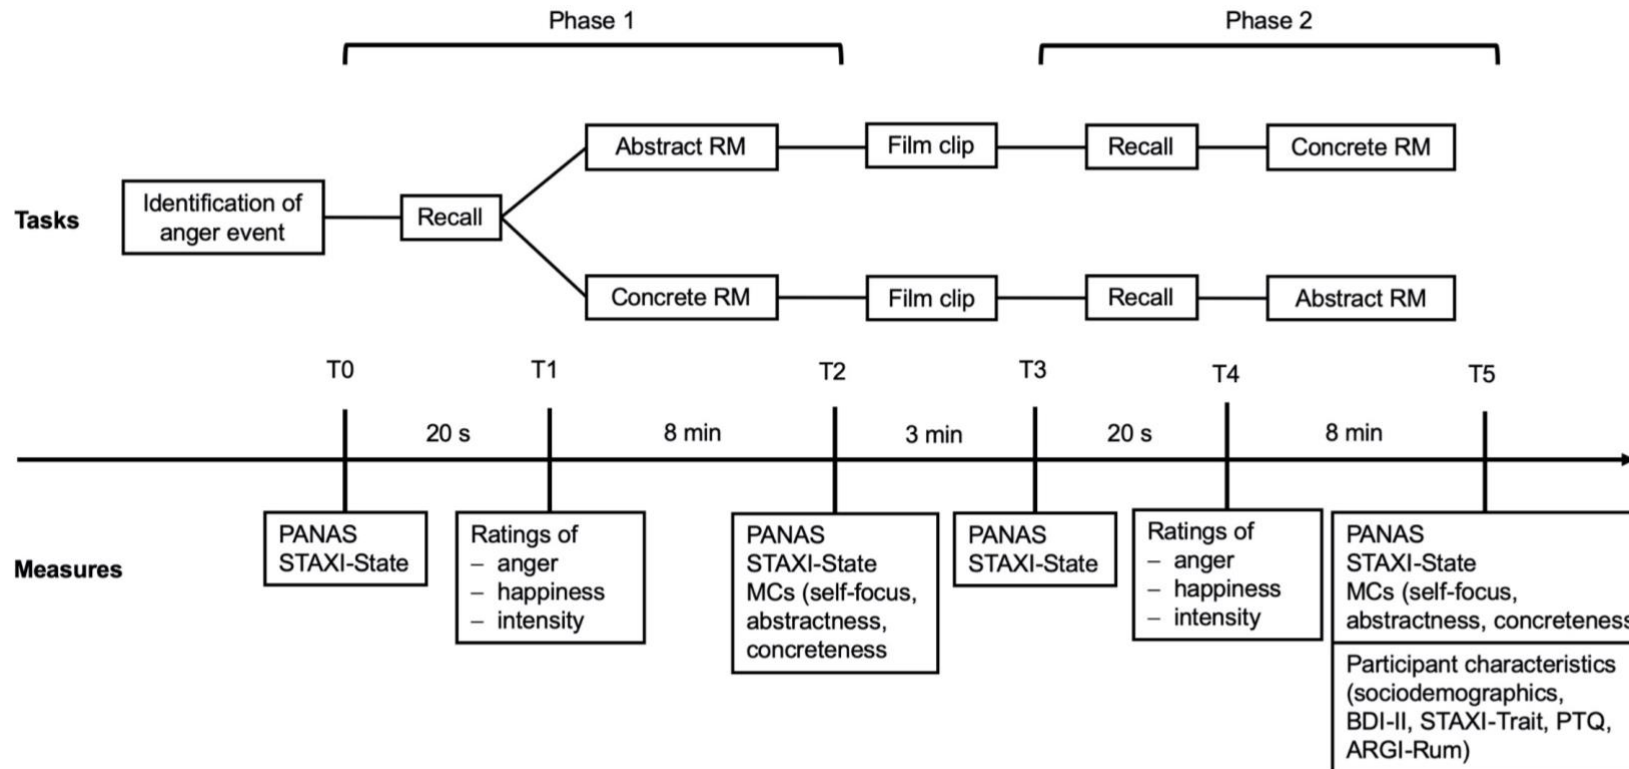 Phase 1
Phase 2
Abstract RM
Film clip
Recall
Concrete RM
Tasks
Identification of
anger event
Recall
Concrete RM
Film clip
Recall
Abstract RM
T0
T1
T2
T3
T4
T5
20 s
8 min
3 min
20 s
8 min
Measures
PANAS
STAXI-State
Ratings of
– anger
– happiness
– intensity
PANAS
STAXI-State
MCs (self-focus,
abstractness,
concreteness
PANAS
STAXI-State
Ratings of
– anger
– happiness
– intensity
PANAS
STAXI-State
MCs (self-focus,
abstractness, concreteness
Participant characteristics
(sociodemographics,
BDI-II, STAXI-Trait, PTQ,
ARGI-Rum)